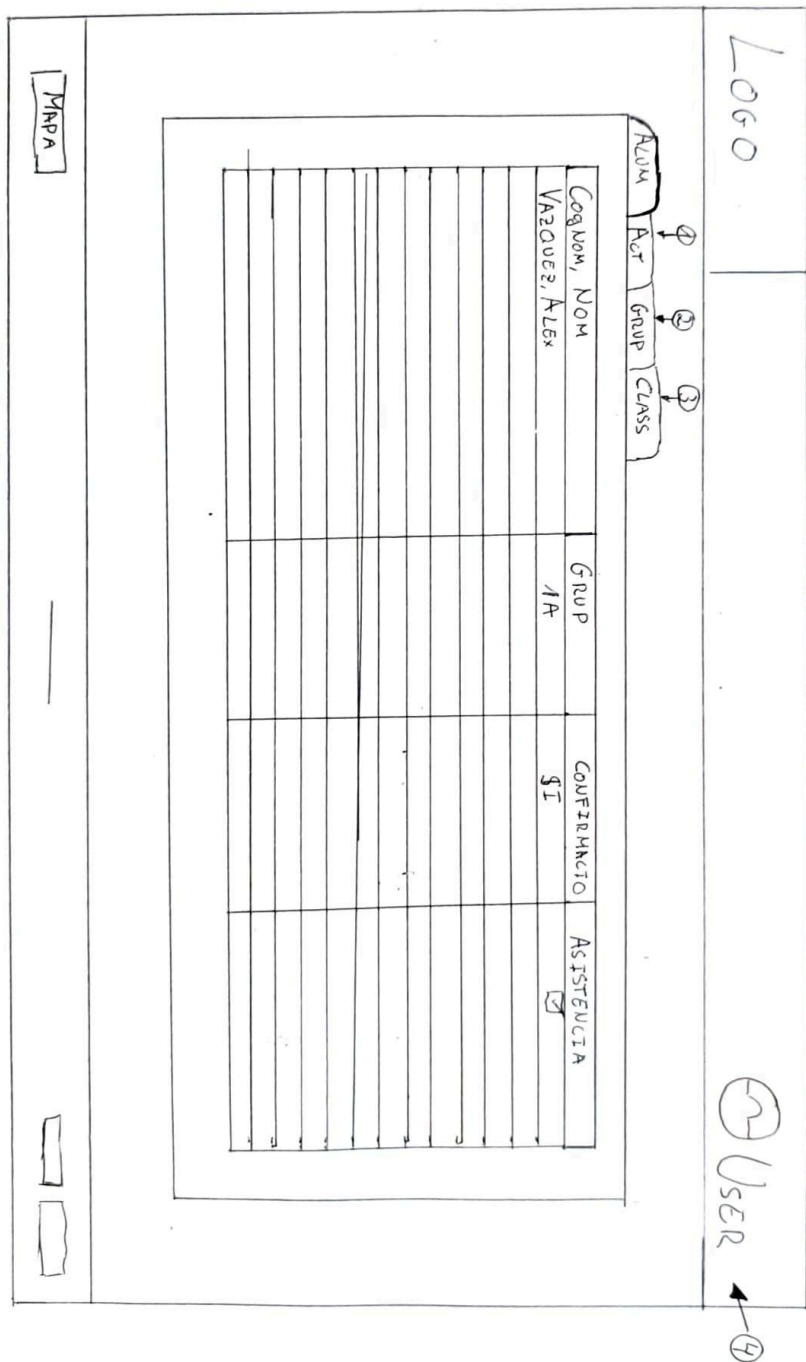 LOGO
USER
④
① ② ③
ALUM ACT GRUP CLASS
COGNOM, NOM GRUP CONFIRMACIO ASISTENCIA
VAZQUEZ, ALEX 1A SI ☑
MAPA